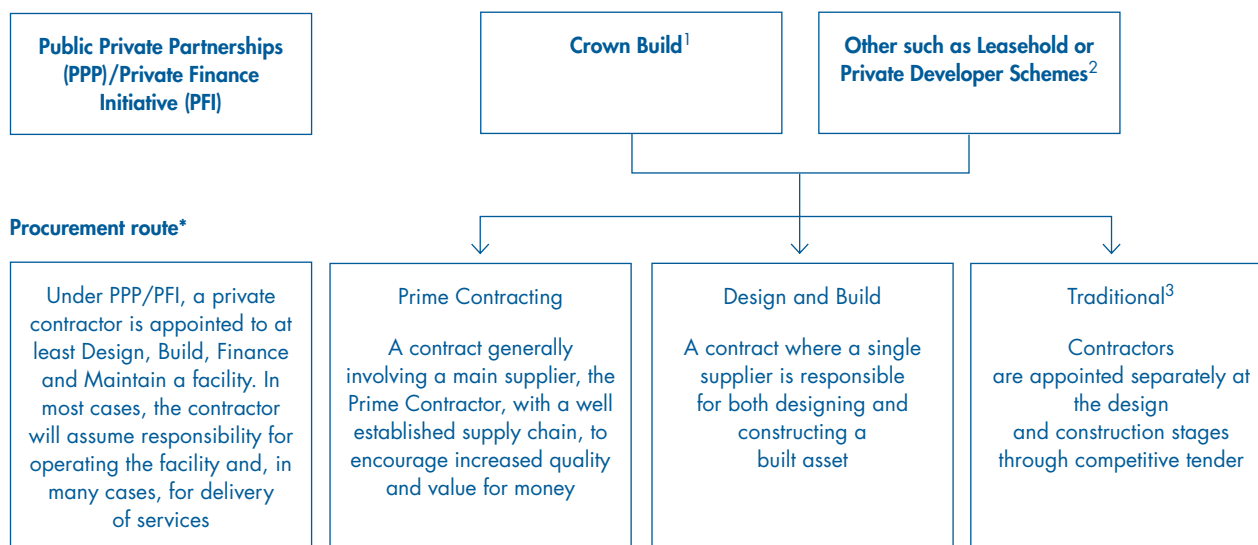 Public Private Partnerships
(PPP)/Private Finance
Initiative (PFI)
Crown Build1
Other such as Leasehold or
Private Developer Schemes2
Procurement route*
Under PPP/PFI, a private
contractor is appointed to at
least Design, Build, Finance
and Maintain a facility. In
most cases, the contractor
will assume responsibility for
operating the facility and, in
many cases, for delivery
of services
Prime Contracting
A contract generally
involving a main supplier, the
Prime Contractor, with a well
established supply chain, to
encourage increased quality
and value for money
Design and Build
A contract where a single
supplier is responsible
for both designing and
constructing a
built asset
Traditional3
Contractors
are appointed separately at
the design
and construction stages
through competitive tender